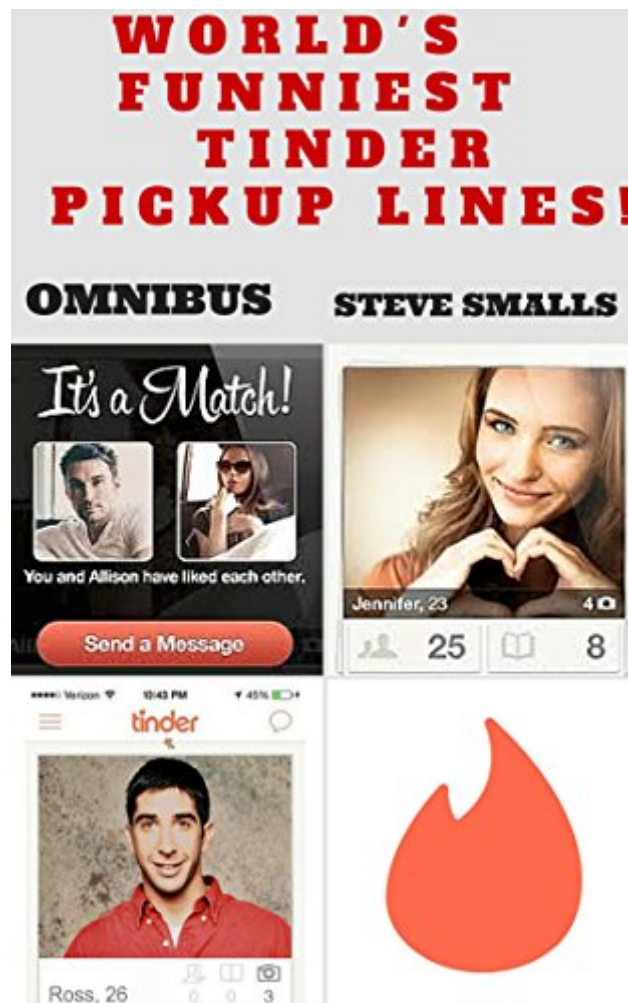 WORLD'S
FUNNIEST
TINDER
PICKUP LINES!
OMNIBUS
STEVE SMALLS
It's a Match!
You and Allison have liked each other.
Send a Message
Jennifer, 23
4
25
8
Verizon
10:43 PM
45%
tinder
Ross, 26
0
0
3